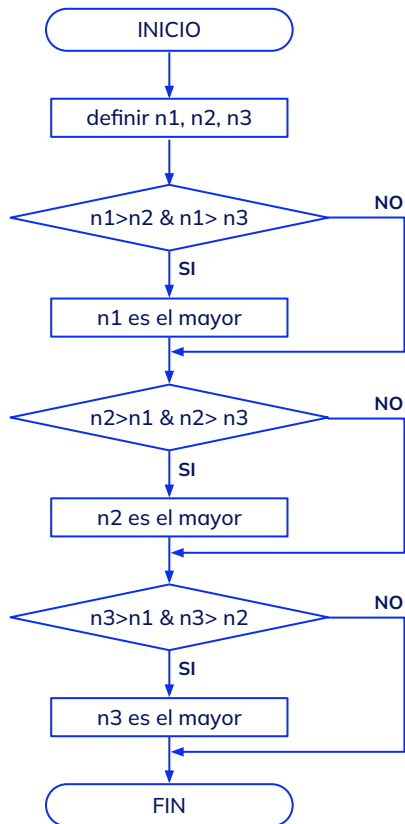 INICIO
definir n1, n2, n3
n1>n2 & n1> n3
NO
SI
n1 es el mayor
n2>n1 & n2> n3
NO
SI
n2 es el mayor
n3>n1 & n3> n2
NO
SI
n3 es el mayor
FIN